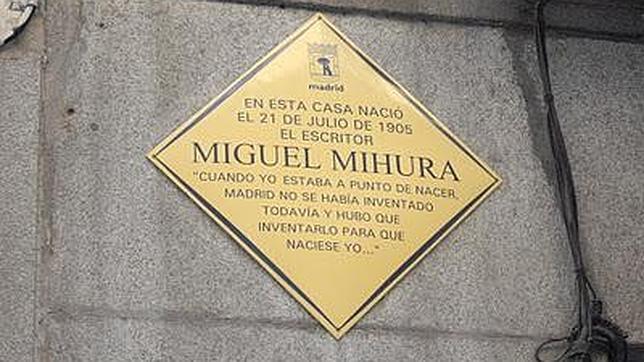 madrid
EN ESTA CASA NACIÓ
EL 21 DE JULIO DE 1905
EL ESCRITOR
MIGUEL MIHURA
"CUANDO YO ESTABA A PUNTO DE NACER,
MADRID NO SE HABÍA INVENTADO
TODAVÍA Y HUBO QUE
INVENTARLO PARA QUE
NACIESE YO..."